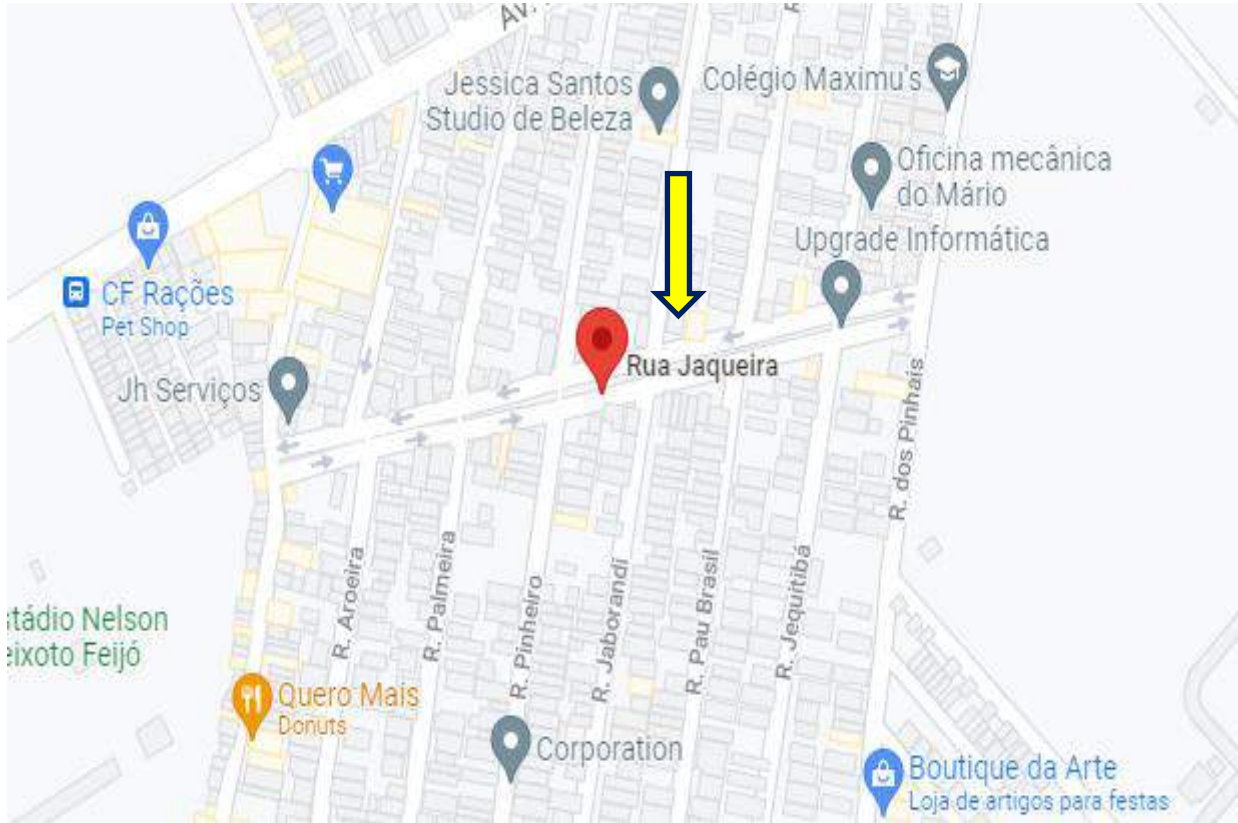 Av.
R
Jessica Santos
Studio de Beleza
Colégio Maximu's
Oficina mecânica
do Mário
Upgrade Informática
CF Rações
Pet Shop
Rua Jaqueira
Jh Serviços
R. dos Pinhais
R. Aroeira
R. Palmeira
R. Pinheiro
R. Jaborandi
R. Pau Brasil
R. Jequitibá
tádio Nelson
eixoto Feijó
Quero Mais
Donuts
Corporation
Boutique da Arte
Loja de artigos para festas